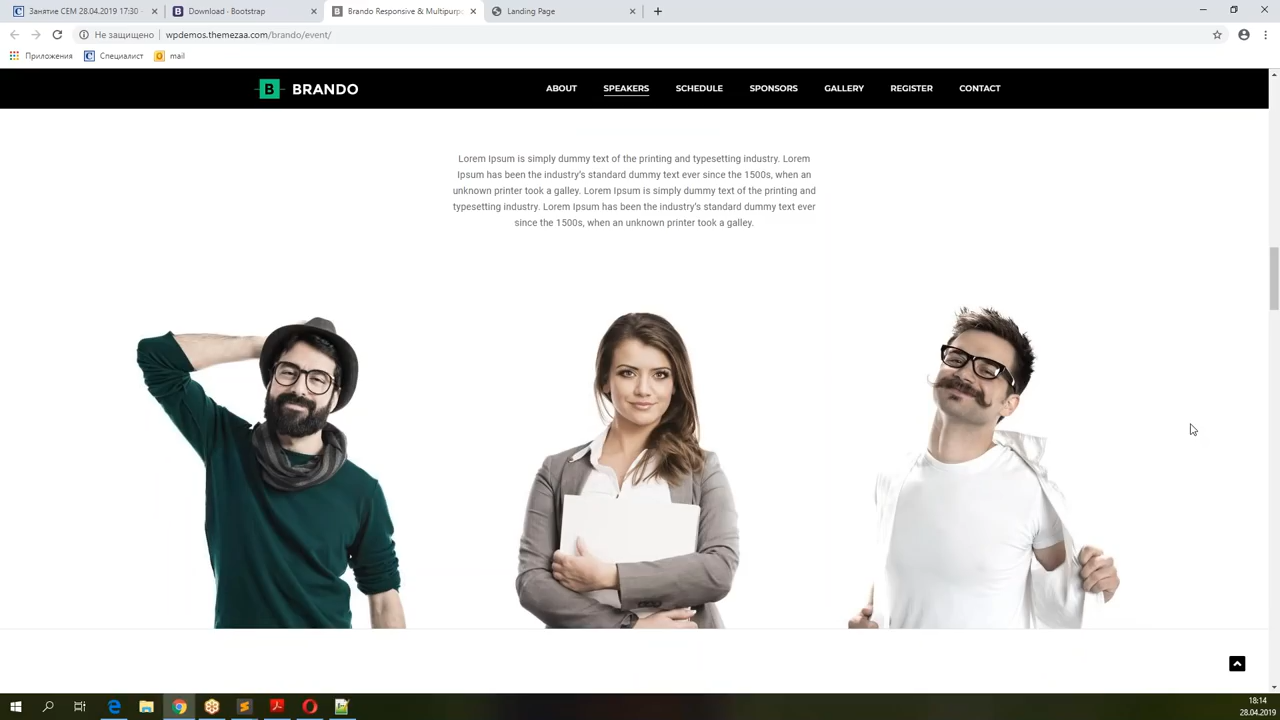 Занятие СЕМ 28.04.2019 17:30 -
Download · Bootstrap
Brando Responsive & Multipurp
Landing Page
Не защищено
wpdemos.themezaa.com/brando/event/
Приложения
Специалист
mail
B BRANDO
ABOUT
SPEAKERS
SCHEDULE
SPONSORS
GALLERY
REGISTER
CONTACT
Lorem Ipsum is simply dummy text of the printing and typesetting industry. Lorem
Ipsum has been the industry's standard dummy text ever since the 1500s, when an
unknown printer took a galley. Lorem Ipsum is simply dummy text of the printing and
typesetting industry. Lorem Ipsum has been the industry's standard dummy text ever
since the 1500s, when an unknown printer took a galley.
18:14
28.04.2019